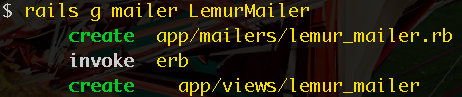 $ rails g mailer LemurMailer
create app/mailers/lemur_mailer.rb
invoke erb
create app/views/lemur_mailer